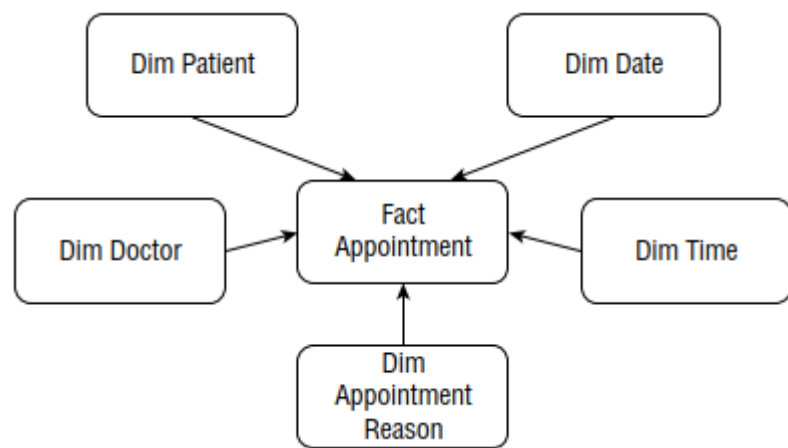 Dim Patient
Dim Date
Fact
Appointment
Dim Doctor
Dim Time
Dim
Appointment
Reason